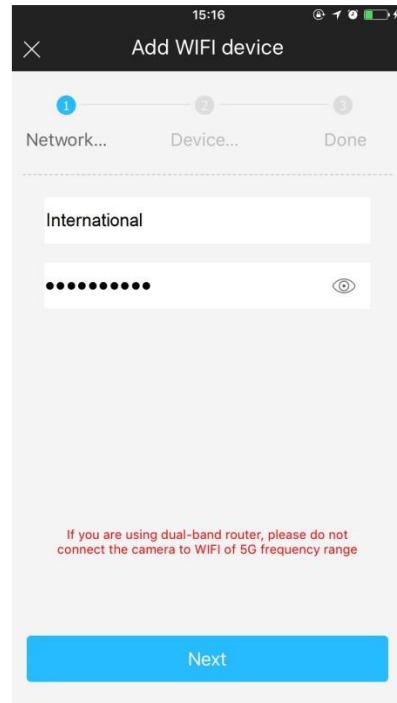 15:16
Add WIFI device
1 2 3
Network... Device... Done
International
●●●●●●●●●●
If you are using dual-band router, please do not
connect the camera to WIFI of 5G frequency range
Next